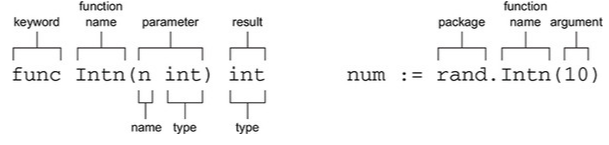 function
keyword name parameter result
func Intn(n int) int
name type type
function
package name argument
num := rand.Intn(10)